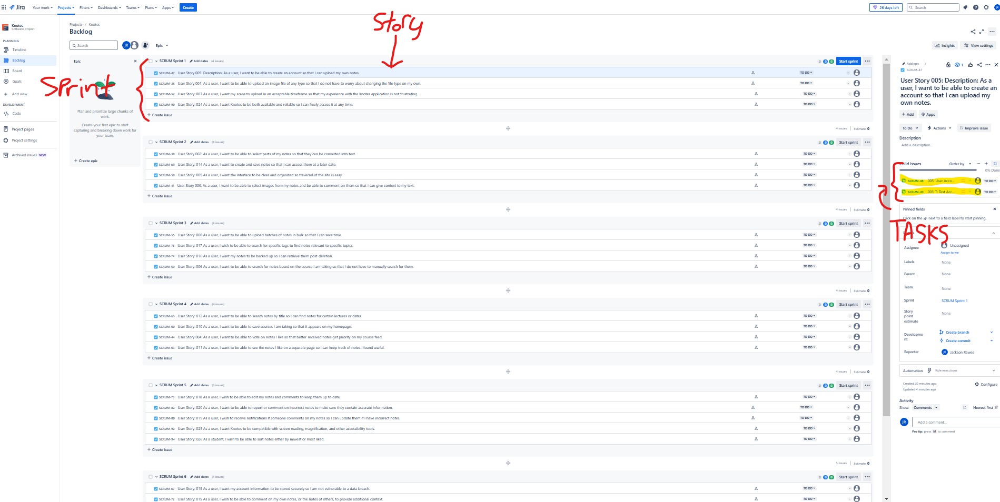 Jira Your work Projects Filters Dashboards Teams Plans Apps Create 26 days left Search JR
Knotes
Software project
PLANNING
Timeline
Backlog
Board
Goals
+ Add view
DEVELOPMENT
Code
Project pages
Project settings
Archived issues NEW
Projects / Knotes
Backlog
Search JR Epic
Insights View settings
Story
Sprint
Epic
Plan and prioritize large chunks of
work.
Create your first epic to start
capturing and breaking down work for
your team.
+ Create epic
SCRUM Sprint 1 Add dates (4 issues) 0 0 0 Start sprint
SCRUM-47 User Story 005: Description: As a user, I want to be able to create an account so that I can upload my own notes. TO DO
SCRUM-35 User Story 001: As a user, I want to be able to upload an image file of any type so that I do not have to worry about changing the file type on my own. TO DO
SCRUM-52 User Story: 007 As a user, I want my scans to upload in an acceptable timeframe so that my experience with the Knotes application is not frustrating. TO DO
SCRUM-90 User Story: 024 As a user, I want Knotes to be both available and reliable so I can freely access it at any time. TO DO
+ Create issue
4 issues Estimate: 0
SCRUM Sprint 2 Add dates (4 issues) 0 0 0 Start sprint
SCRUM-38 User Story 002: As a user, I want to be able to select parts of my notes so that they can be converted into text. TO DO
SCRUM-69 User Story: 014 As a user, I want to create and save notes so that I can access them at a later date. TO DO
SCRUM-58 User Story: 009 As a user, I want the interface to be clear and organized so traversal of the site is easy. TO DO
SCRUM-41 User Story 003: As a user, I want to be able to select images from my notes and be able to comment on them so that I can give context to my text. TO DO
+ Create issue
4 issues Estimate: 0
SCRUM Sprint 3 Add dates (4 issues) 0 0 0 Start sprint
SCRUM-55 User Story: 008 As a user, I want to be able to upload batches of notes in bulk so that I can save time. TO DO
SCRUM-76 User Story: 017 As a user, I wish to be able to search for specific tags to find notes relevant to specific topics. TO DO
SCRUM-74 User Story: 016 As a user, I want my notes to be backed up so I can retrieve them post-deletion. TO DO
SCRUM-50 User Story: 006 As a user, I want to be able to search for notes based on the course I am taking so that I do not have to manually search for them. TO DO
+ Create issue
4 issues Estimate: 0
SCRUM Sprint 4 Add dates (4 issues) 0 0 0 Start sprint
SCRUM-65 User Story: 012 As a user, I want to be able to search notes by title so I can find notes for certain lectures or dates. TO DO
SCRUM-60 User Story: 010 As a user, I want to be able to save courses I am taking so that it appears on my homepage. TO DO
SCRUM-44 User Story 004: As a user, I want to be able to vote on notes I like so that better-received notes get priority on my course feed. TO DO
SCRUM-63 User Story: 011 As a user, I want to be able to see the notes I like on a separate page so I can keep track of notes I found useful. TO DO
+ Create issue
4 issues Estimate: 0
SCRUM Sprint 5 Add dates (5 issues) 0 0 0 Start sprint
SCRUM-78 User Story: 018 As a user, I wish to be able to edit my notes and comments to keep them up to date. TO DO
SCRUM-82 User Story: 020 As a user, I want to be able to report or comment on incorrect notes to make sure they contain accurate information. TO DO
SCRUM-80 User Story: 019 As a user, I wish to receive notifications if someone comments on my notes so I can update them if I have incorrect notes. TO DO
SCRUM-92 User Story: 025 As a user, I want Knotes to be compatible with screen reading, magnification, and other accessibility tools. TO DO
SCRUM-94 User Story: 026 As a student, I wish to be able to sort notes either by newest or most liked. TO DO
+ Create issue
5 issues Estimate: 0
SCRUM Sprint 6 Add dates (4 issues) 0 0 0 Start sprint
SCRUM-67 User Story: 013 As a user, I want my account information to be stored securely so I am not vulnerable to a data breach. TO DO
SCRUM-72 User Story: 015 As a user, I wish to be able to comment on my own notes, or the notes of others, to provide additional context. TO DO
Add epic / 1
SCRUM-47
User Story 005: Description: As a
user, I want to be able to create an
account so that I can upload my
own notes.
+ Add Apps
To Do Actions Improve issue
Description
Add a description...
Child issues Order by
0% Done
SCRUM-48 003: User Acco... TO DO
SCRUM-49 003 T: Test Acc... TO DO
Pinned fields
Click on the next to a field label to start pinning.
TASKS
Assignee Unassigned
Assign to me
Labels None
Parent None
Team None
Sprint SCRUM Sprint 1
Story
point
estimate None
Developme
nt Create branch
Create commit
Reporter JR Jackson Rawes
Automation Rule executions
Created 20 minutes ago
Updated 4 minutes ago Configure
Activity
Show: Comments Newest first
JR Add a comment...
Pro tip: press M to comment